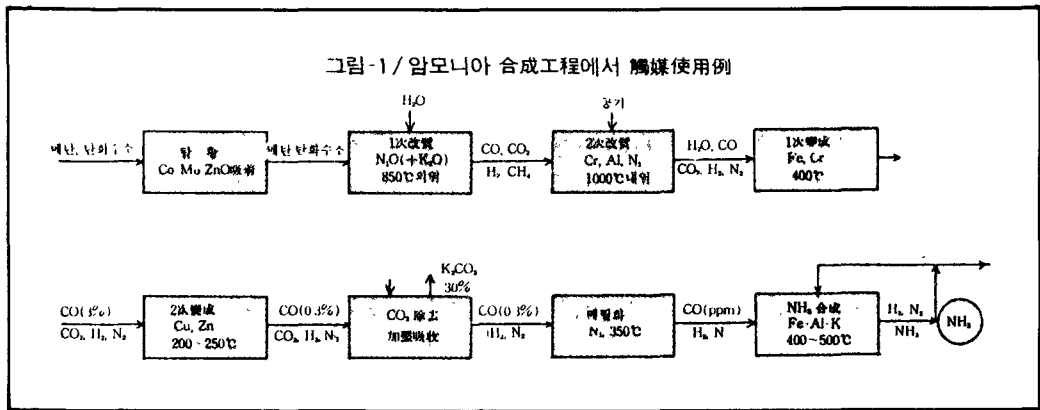 그림-1 / 암모니아 合成工程에서 觸媒使用例
H₂O
공기
메탄, 탄화수소
탈 황
Co Mo ZnO吸着
메탄 탄화수소
1次改質
N₁O(+K₂O)
850℃외위
CO, CO₂
H₂ CH₄
2次改質
Cr, Al, N₁
1000℃내위
H₂O, CO
CO₂, H₂, N₂
1次變成
Fe, Cr
400℃
K₂CO₃
30%
CO(3%)
CO₂, H₂, N₂
2次變成
Cu, Zn
200~250℃
CO(0.3%)
CO₂, H₂, N₂
CO₂ 除去
加壓吸收
CO(0.3%)
H₂, N₂
메탄화
N₁, 350℃
CO(ppm)
H₂, N
NH₃ 合成
Fe·Al·K
400~500℃
H₂, N₂
NH₃
NH₃